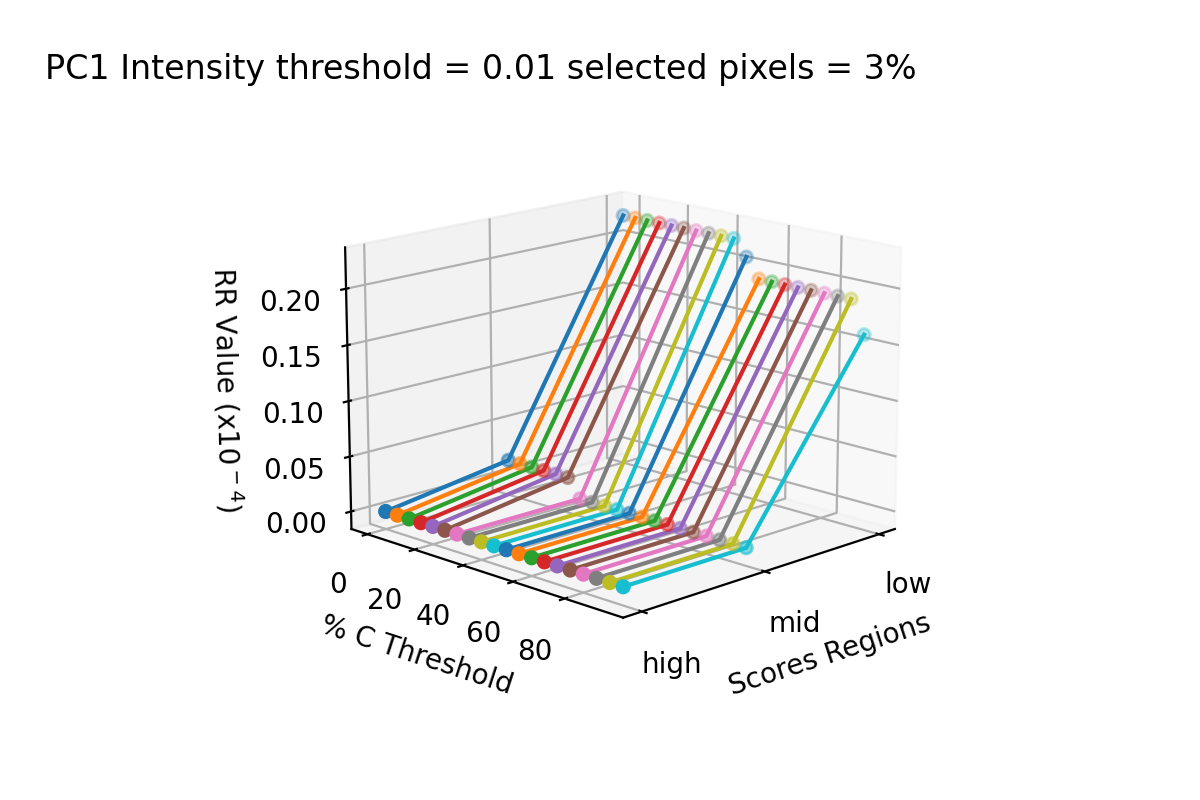 PC1 Intensity threshold = 0.01 selected pixels = 3%
RR Value (x10⁻⁴)
0.20
0.15
0.10
0.05
0.00
0
20
40
60
80
% C Threshold
high
mid
low
Scores Regions